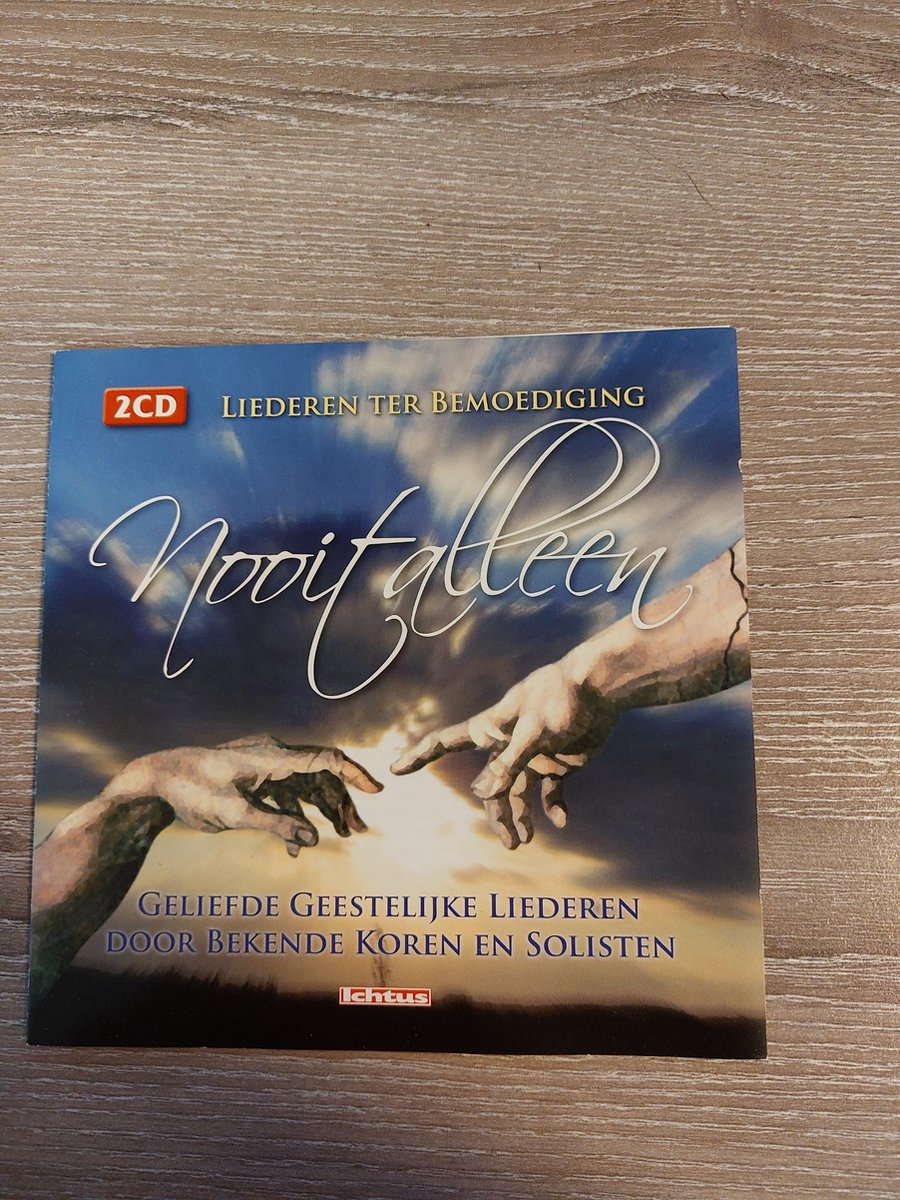 2CD
LIEDEREN TER BEMOEDIGING
Nooit alleen
GELIEFDE GEESTELIJKE LIEDEREN
DOOR BEKENDE KOREN EN SOLISTEN
Ichtus